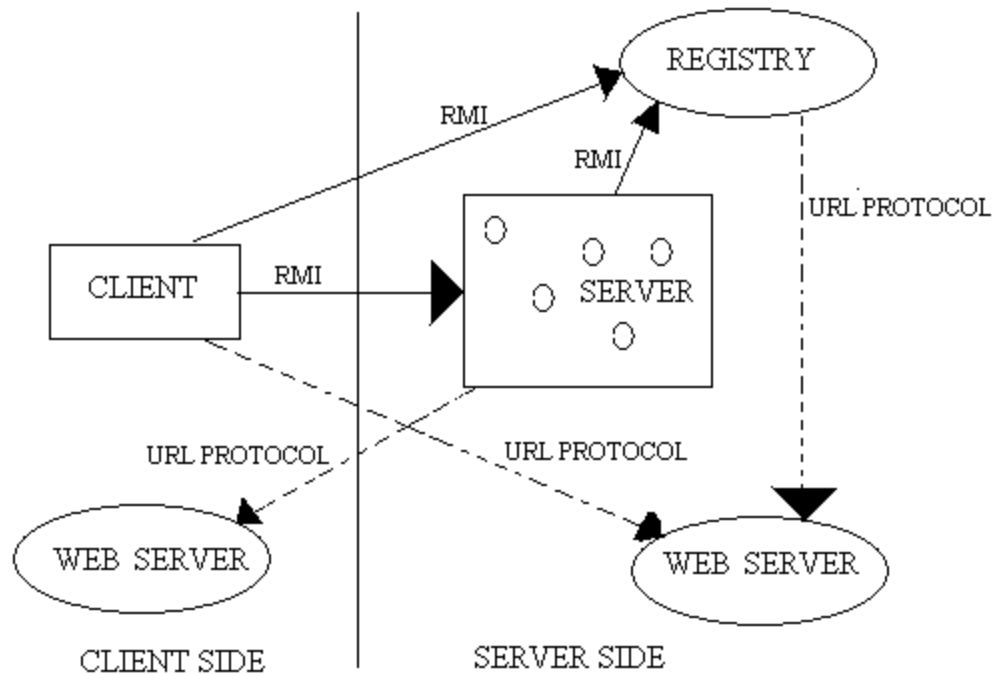 REGISTRY
RMI
RMI
URL PROTOCOL
CLIENT
RMI
SERVER
URL PROTOCOL
URL PROTOCOL
WEB SERVER
WEB SERVER
CLIENT SIDE
SERVER SIDE